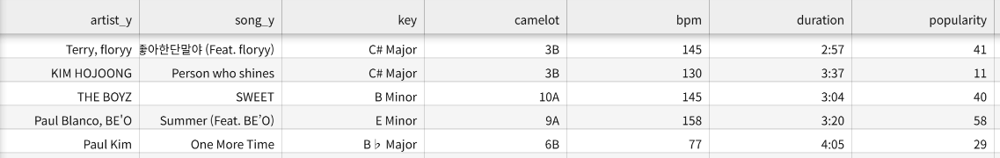 artist_y song_y key camelot bpm duration popularity
Terry, floryy 좋아한단말야 (Feat. floryy) C# Major 3B 145 2:57 41
KIM HOJOONG Person who shines C# Major 3B 130 3:37 11
THE BOYZ SWEET B Minor 10A 145 3:04 40
Paul Blanco, BE'O Summer (Feat. BE’O) E Minor 9A 158 3:20 58
Paul Kim One More Time B♭ Major 6B 77 4:05 29